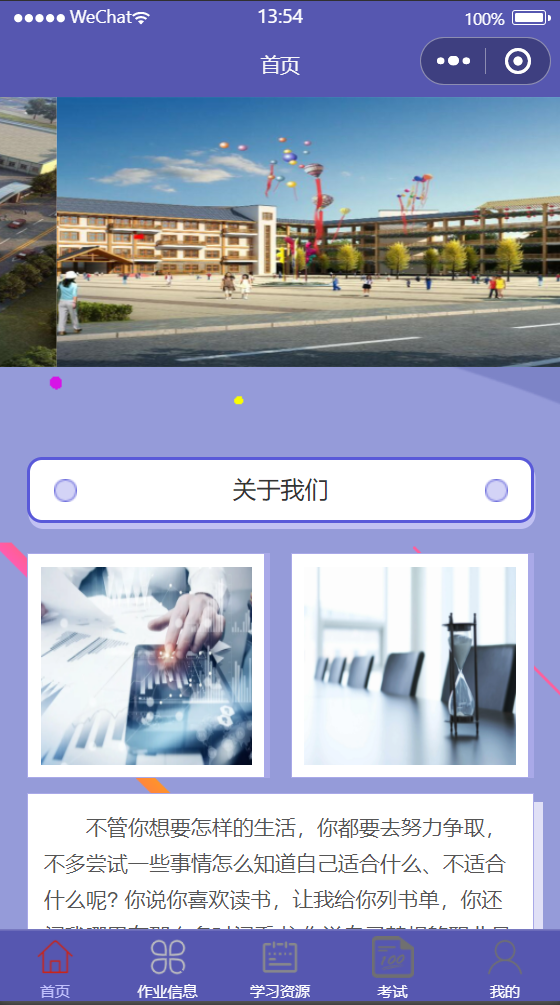 WeChat
13:54
100%
首页
关于我们
不管你想要怎样的生活，你都要去努力争取，
不多尝试一些事情怎么知道自己适合什么、不适合
什么呢? 你说你喜欢读书，让我给你列书单，你还
首页
作业信息
学习资源
100
考试
我的